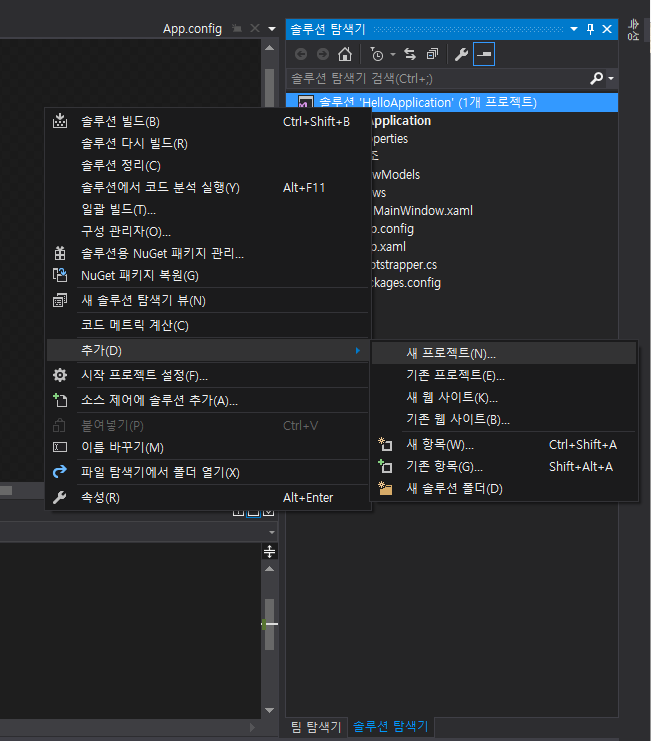 App.config
솔루션 탐색기
속성
솔루션 탐색기 검색(Ctrl+;)
솔루션 'HelloApplication' (1개 프로젝트)
솔루션 빌드(B) Ctrl+Shift+B
Application
솔루션 다시 빌드(R)
operties
솔루션 정리(C)
조
솔루션에서 코드 분석 실행(Y) Alt+F11
wModels
일괄 빌드(T)...
ws
MainWindow.xaml
구성 관리자(O)...
p.config
솔루션용 NuGet 패키지 관리...
p.xaml
NuGet 패키지 복원(G)
otstrapper.cs
ckages.config
새 솔루션 탐색기 뷰(N)
코드 메트릭 계산(C)
추가(D)
새 프로젝트(N)...
시작 프로젝트 설정(F)...
기존 프로젝트(E)...
소스 제어에 솔루션 추가(A)...
새 웹 사이트(K)...
붙여넣기(P) Ctrl+V
기존 웹 사이트(B)...
이름 바꾸기(M)
새 항목(W)... Ctrl+Shift+A
파일 탐색기에서 폴더 열기(X)
기존 항목(G)... Shift+Alt+A
속성(R) Alt+Enter
새 솔루션 폴더(D)
팀 탐색기 솔루션 탐색기